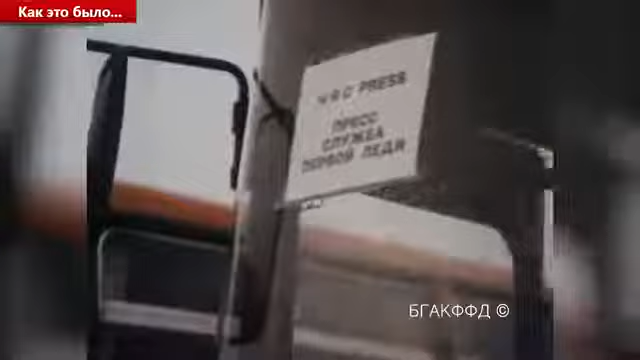 Как это было...
PRESS
ПРЕСС
СЛУЖБА
ПЕРВОЙ ЛЕДИ
БГАКФФД ©